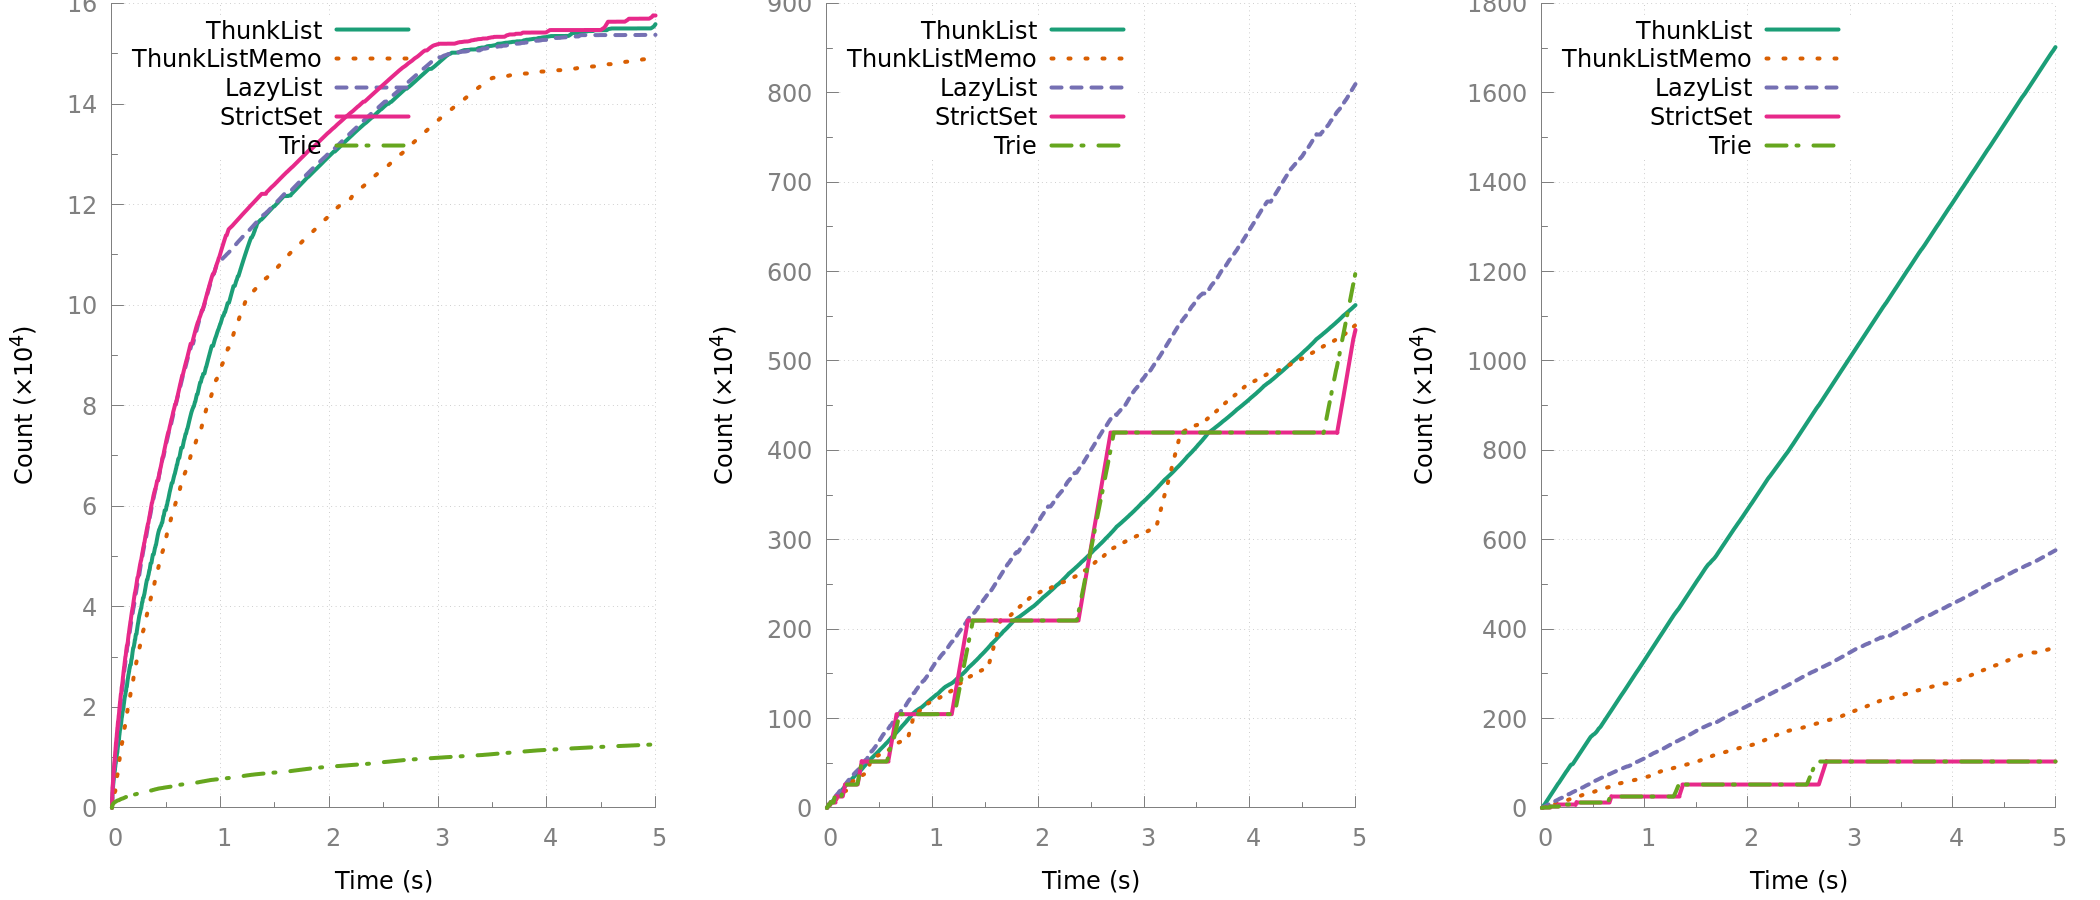 16
14
12
10
8
6
4
2
0
Count (×10⁴)
ThunkList
ThunkListMemo
LazyList
StrictSet
Trie
0 1 2 3 4 5
Time (s)
900
800
700
600
500
400
300
200
100
0
Count (×10⁴)
ThunkList
ThunkListMemo
LazyList
StrictSet
Trie
0 1 2 3 4 5
Time (s)
1800
1600
1400
1200
1000
800
600
400
200
0
Count (×10⁴)
ThunkList
ThunkListMemo
LazyList
StrictSet
Trie
0 1 2 3 4 5
Time (s)